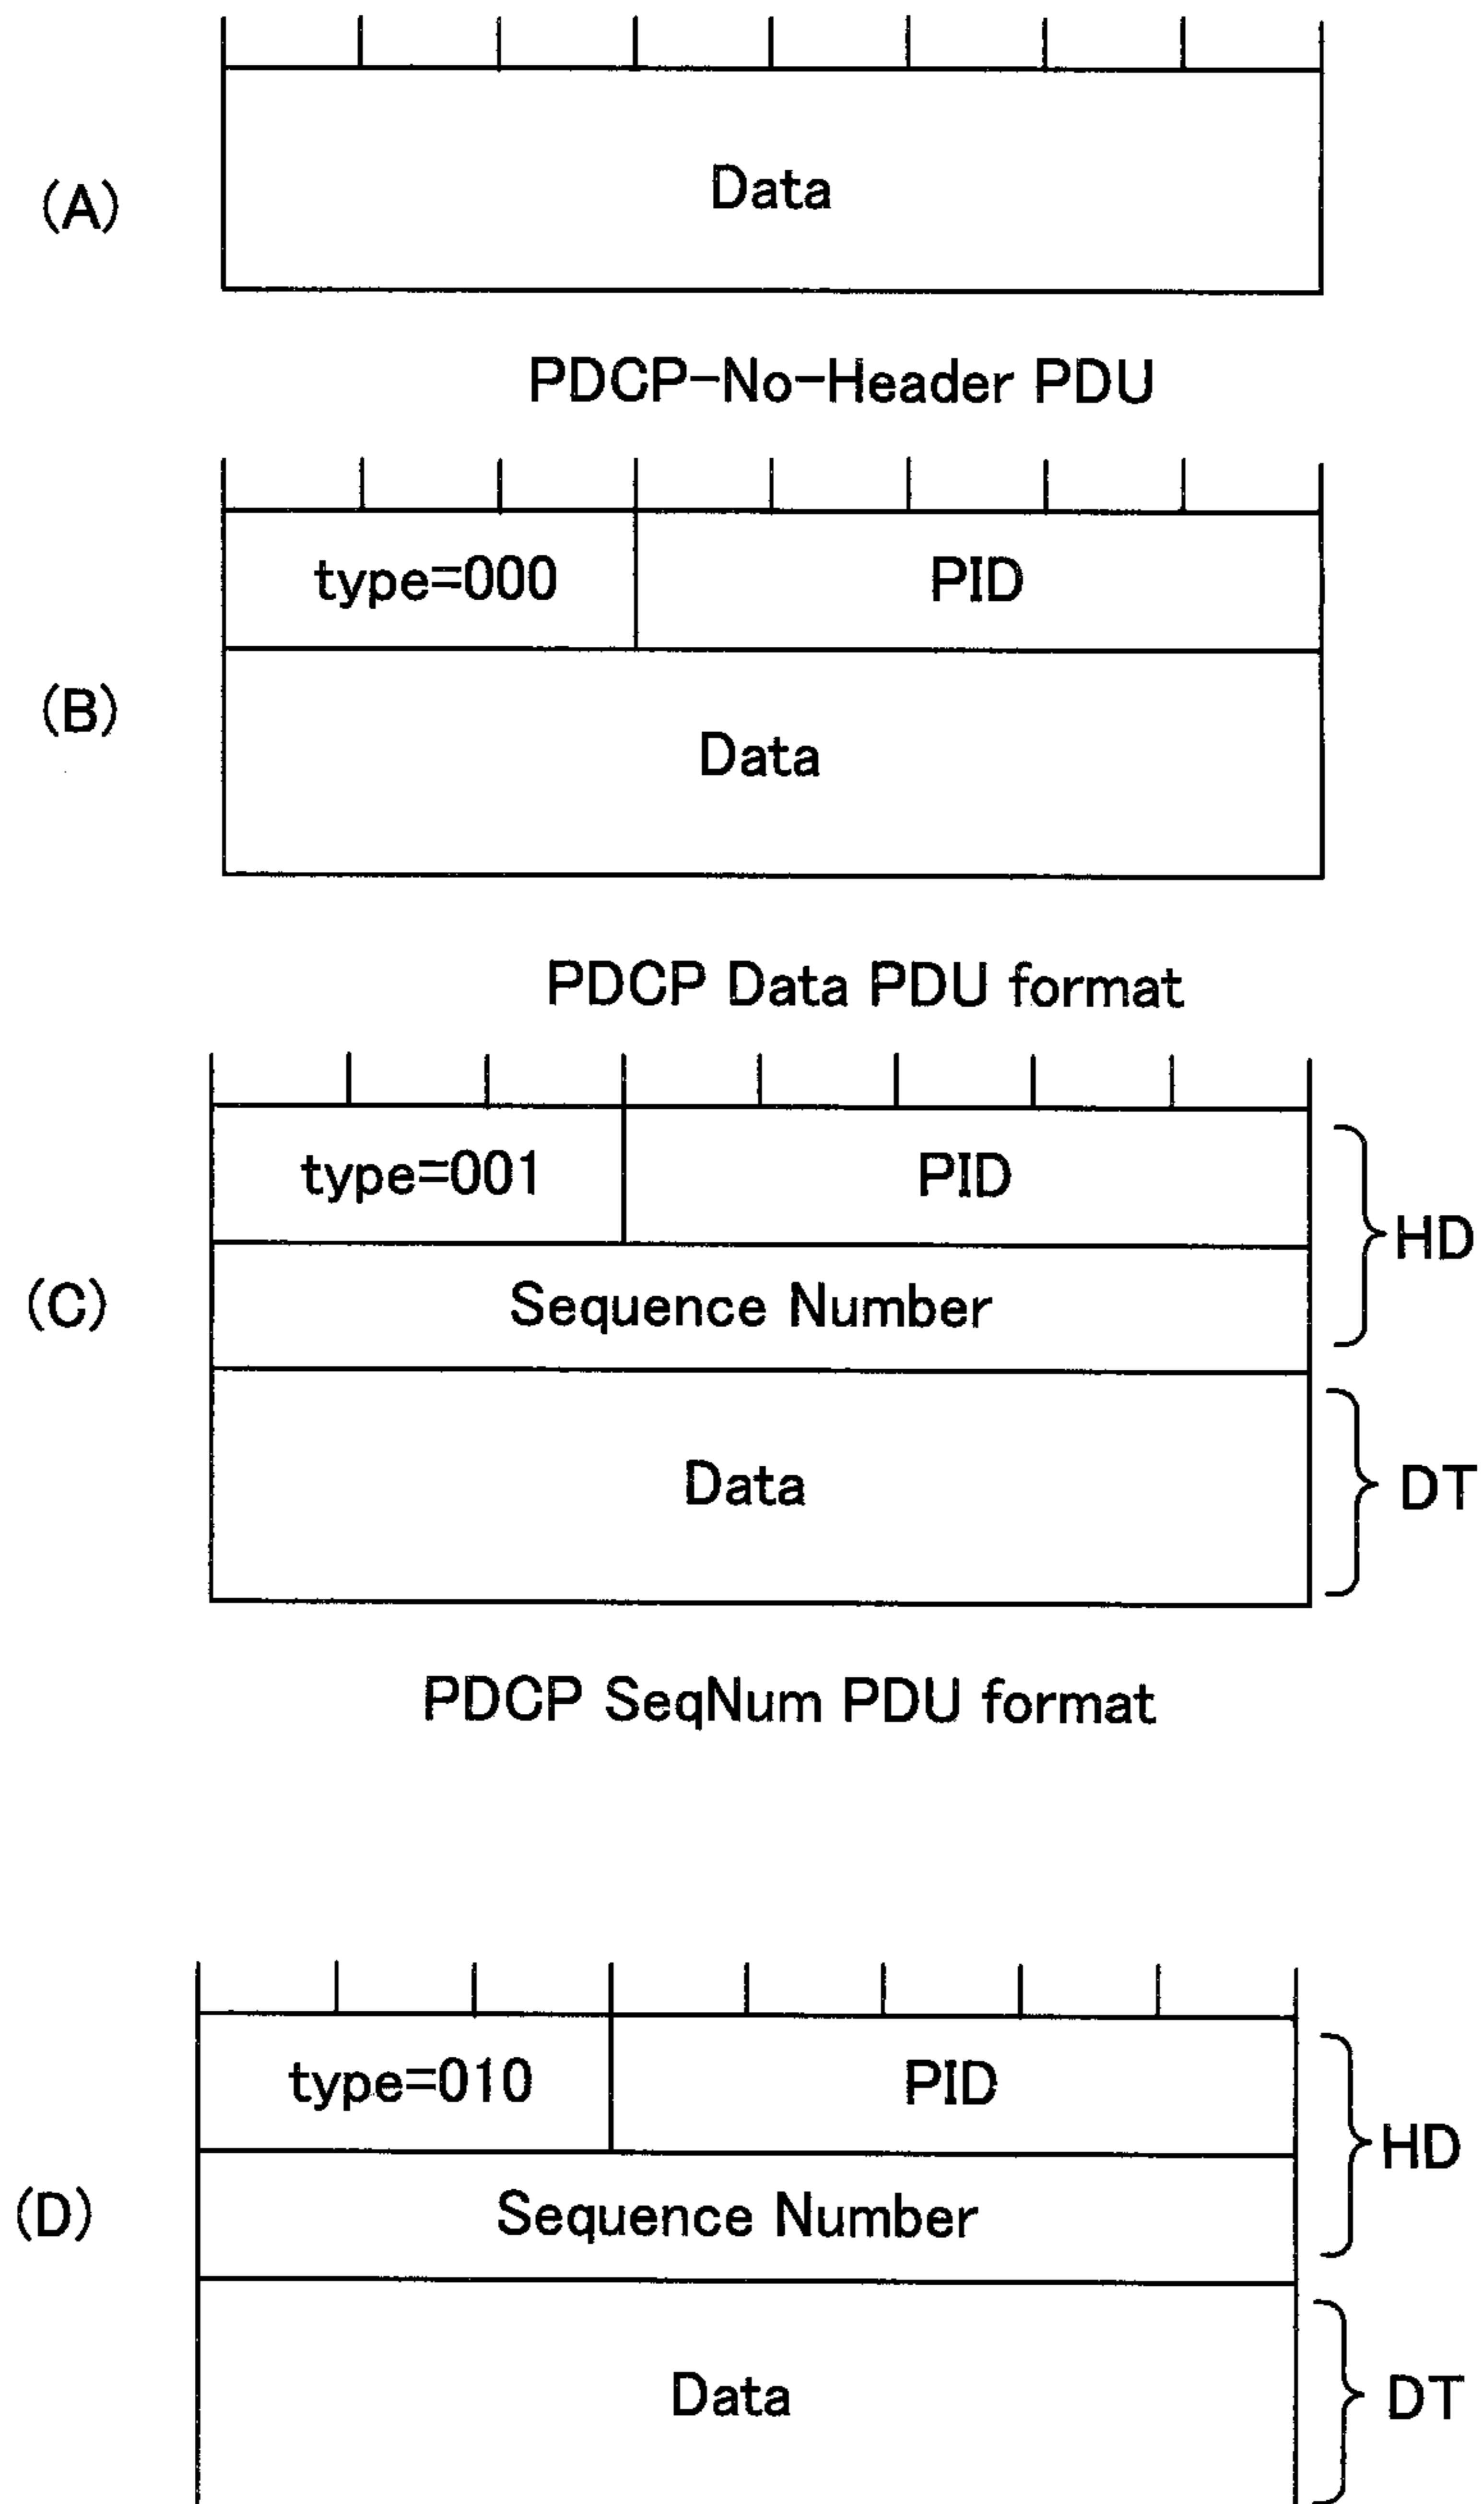 (A)
Data
PDCP-No-Header PDU
type=000 PID
(B)
Data
PDCP Data PDU format
type=001 PID
HD
(C)
Sequence Number
Data
DT
PDCP SeqNum PDU format
type=010 PID
HD
(D)
Sequence Number
Data
DT